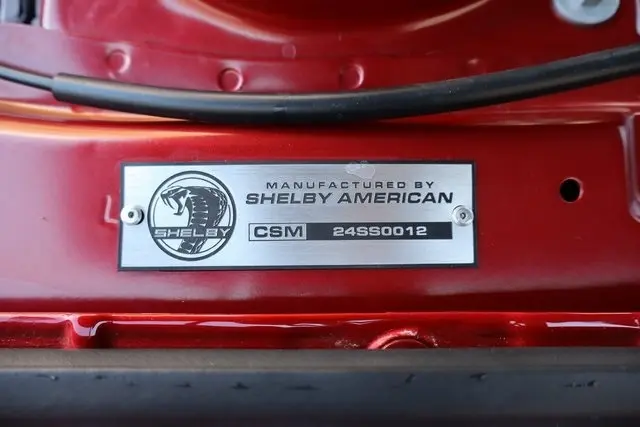 MANUFACTURED BY
SHELBY AMERICAN
SHELBY
CSM 24SS0012